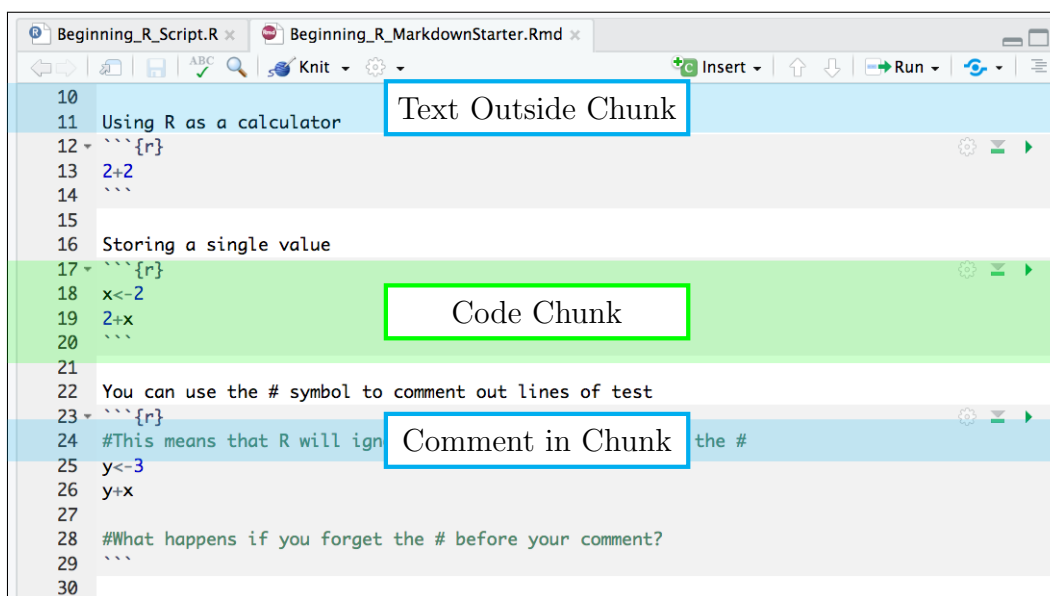 Beginning_R_Script.R × Beginning_R_MarkdownStarter.Rmd ×
ABC Knit Insert Run
10
Text Outside Chunk
11 Using R as a calculator
12 ```{r}
13 2+2
14 ```
15
16 Storing a single value
17 ```{r}
18 x<-2
Code Chunk
19 2+x
20 ```
21
22 You can use the # symbol to comment out lines of test
23 ```{r}
24 #This means that R will the #
Comment in Chunk
25 y<-3
26 y+x
27
28 #What happens if you forget the # before your comment?
29 ```
30